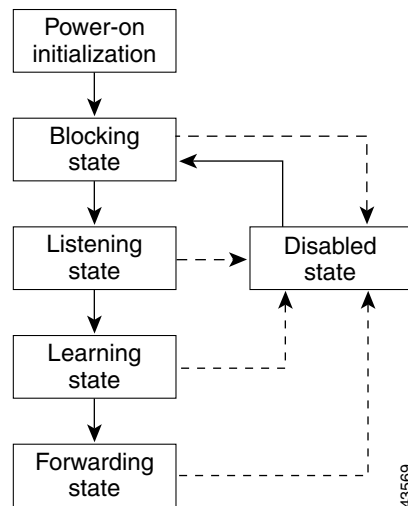 Power-on
initialization
Blocking
state
Listening
state
Disabled
state
Learning
state
Forwarding
state
43569